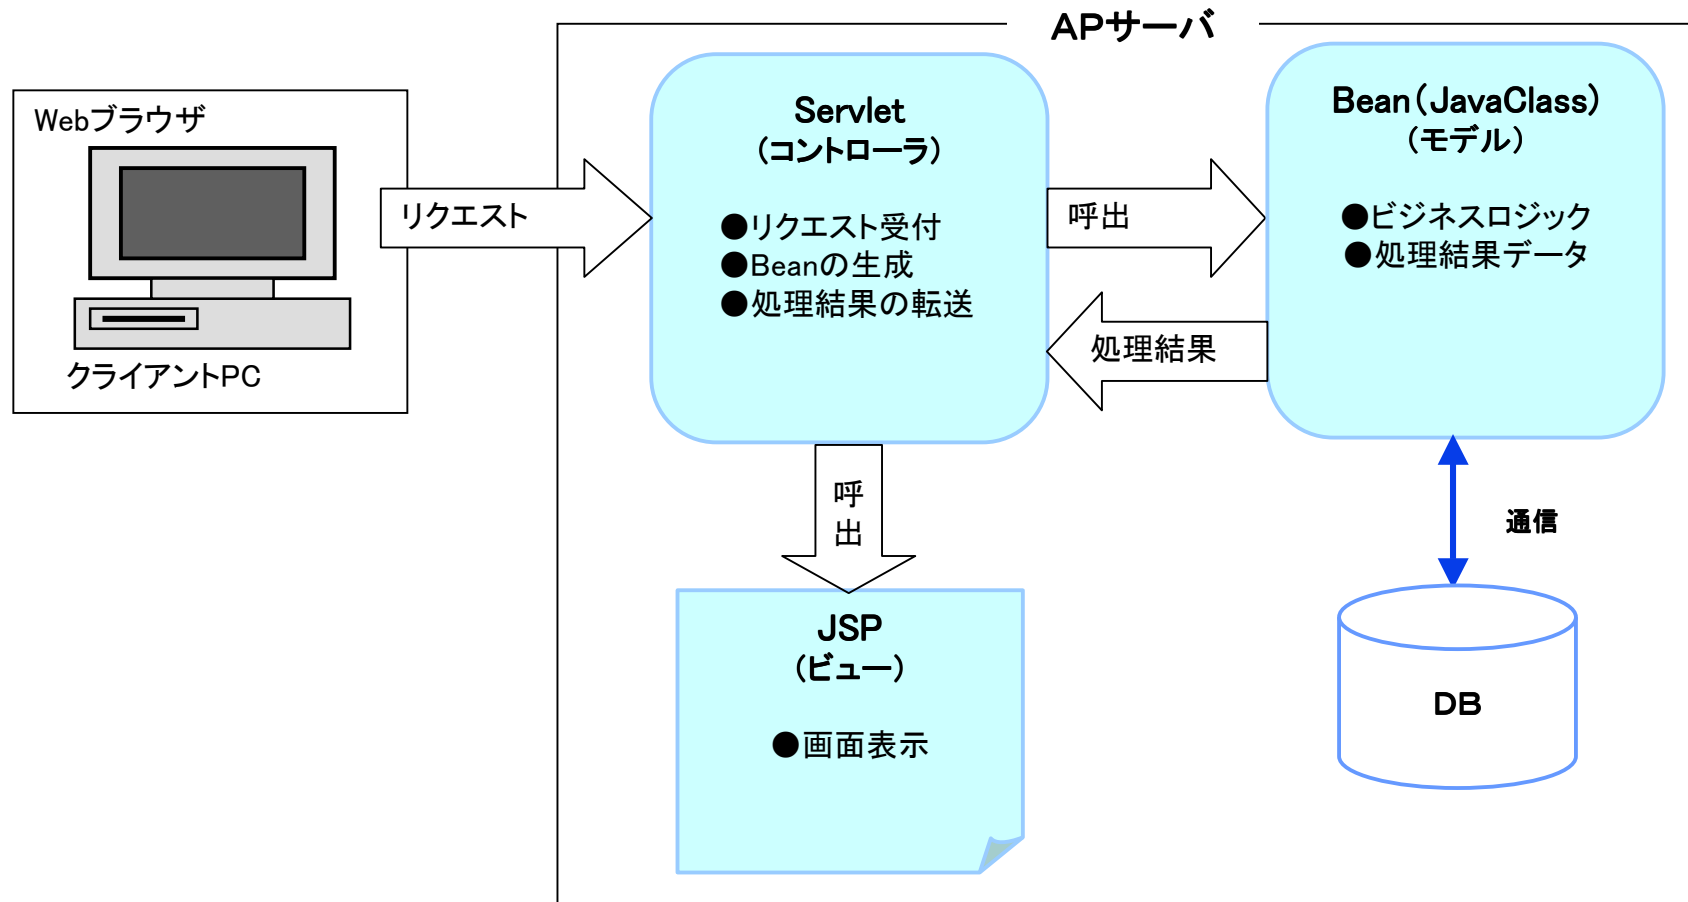 APサーバ
Webブラウザ
クライアントPC
リクエスト
Servlet
(コントローラ)
●リクエスト受付
●Beanの生成
●処理結果の転送
呼出
処理結果
Bean(JavaClass)
(モデル)
●ビジネスロジック
●処理結果データ
呼
出
通信
JSP
(ビュー)
●画面表示
DB